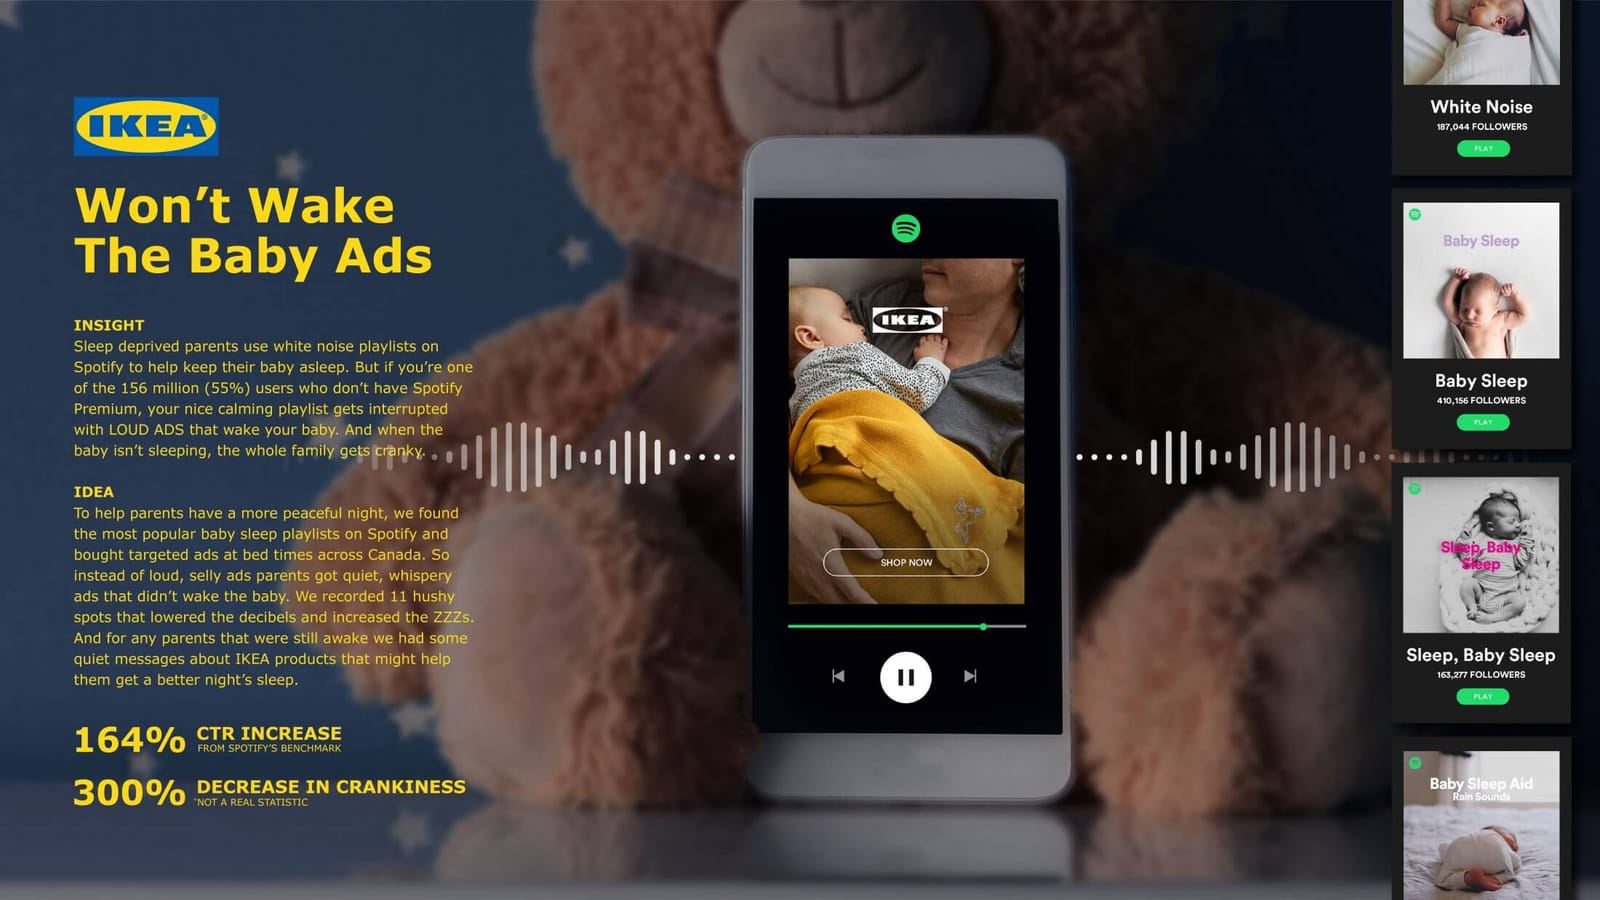 IKEA
Won't Wake
The Baby Ads
INSIGHT
Sleep deprived parents use white noise playlists on
Spotify to help keep their baby asleep. But if you're one
of the 156 million (55%) users who don't have Spotify
Premium, your nice calming playlist gets interrupted
with LOUD ADS that wake your baby. And when the
baby isn't sleeping, the whole family gets cranky.
IDEA
To help parents have a more peaceful night, we found
the most popular baby sleep playlists on Spotify and
bought targeted ads at bed times across Canada. So
instead of loud, selly ads parents got quiet, whispery
ads that didn't wake the baby. We recorded 11 hushy
spots that lowered the decibels and increased the ZZZs.
And for any parents that were still awake we had some
quiet messages about IKEA products that might help
them get a better night's sleep.
164% CTR INCREASE
FROM SPOTIFY'S BENCHMARK
300% DECREASE IN CRANKINESS
*NOT A REAL STATISTIC
IKEA
SHOP NOW
White Noise
187,044 FOLLOWERS
PLAY
Baby Sleep
Baby Sleep
410,156 FOLLOWERS
PLAY
Sleep, Baby
Sleep
Sleep, Baby Sleep
163,277 FOLLOWERS
PLAY
Baby Sleep Aid
Rain Sounds